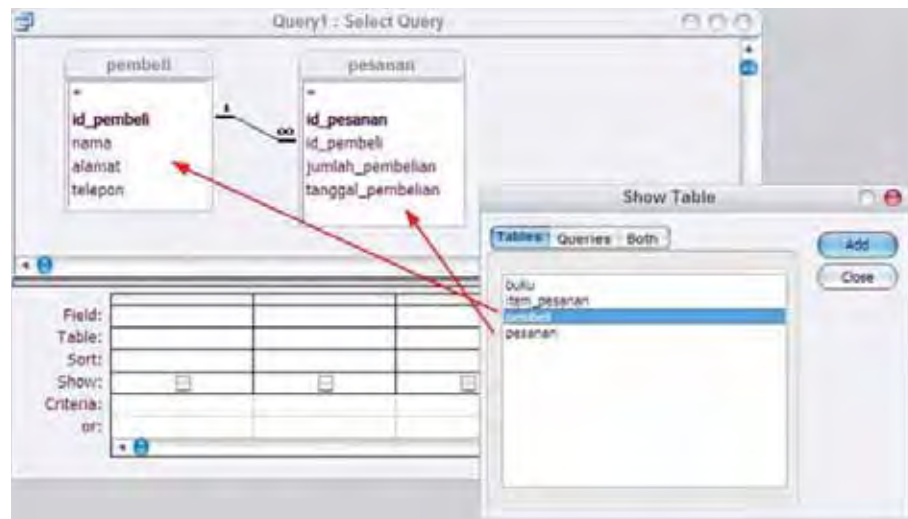 Query1 : Select Query
pembeli
*
id_pembeli
nama
alamat
telepon
1
∞
pesanan
*
id_pesanan
id_pembeli
jumlah_pembelian
tanggal_pembelian
Field:
Table:
Sort:
Show:
Criteria:
or:
Show Table
Tables Queries Both
buku
item_pesanan
pembeli
pesanan
Add
Close